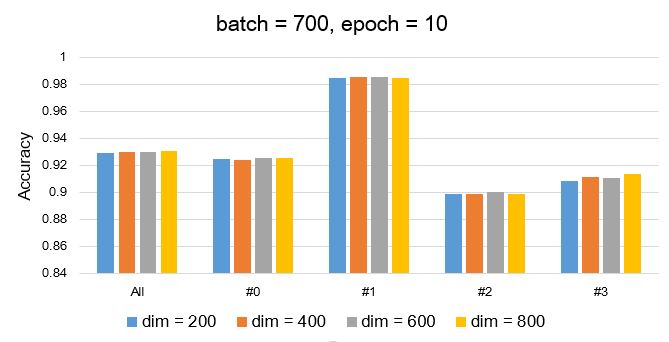 batch = 700, epoch = 10
1
0.98
0.96
0.94
0.92
0.9
0.88
0.86
0.84
Accuracy
All #0 #1 #2 #3
dim = 200 dim = 400 dim = 600 dim = 800